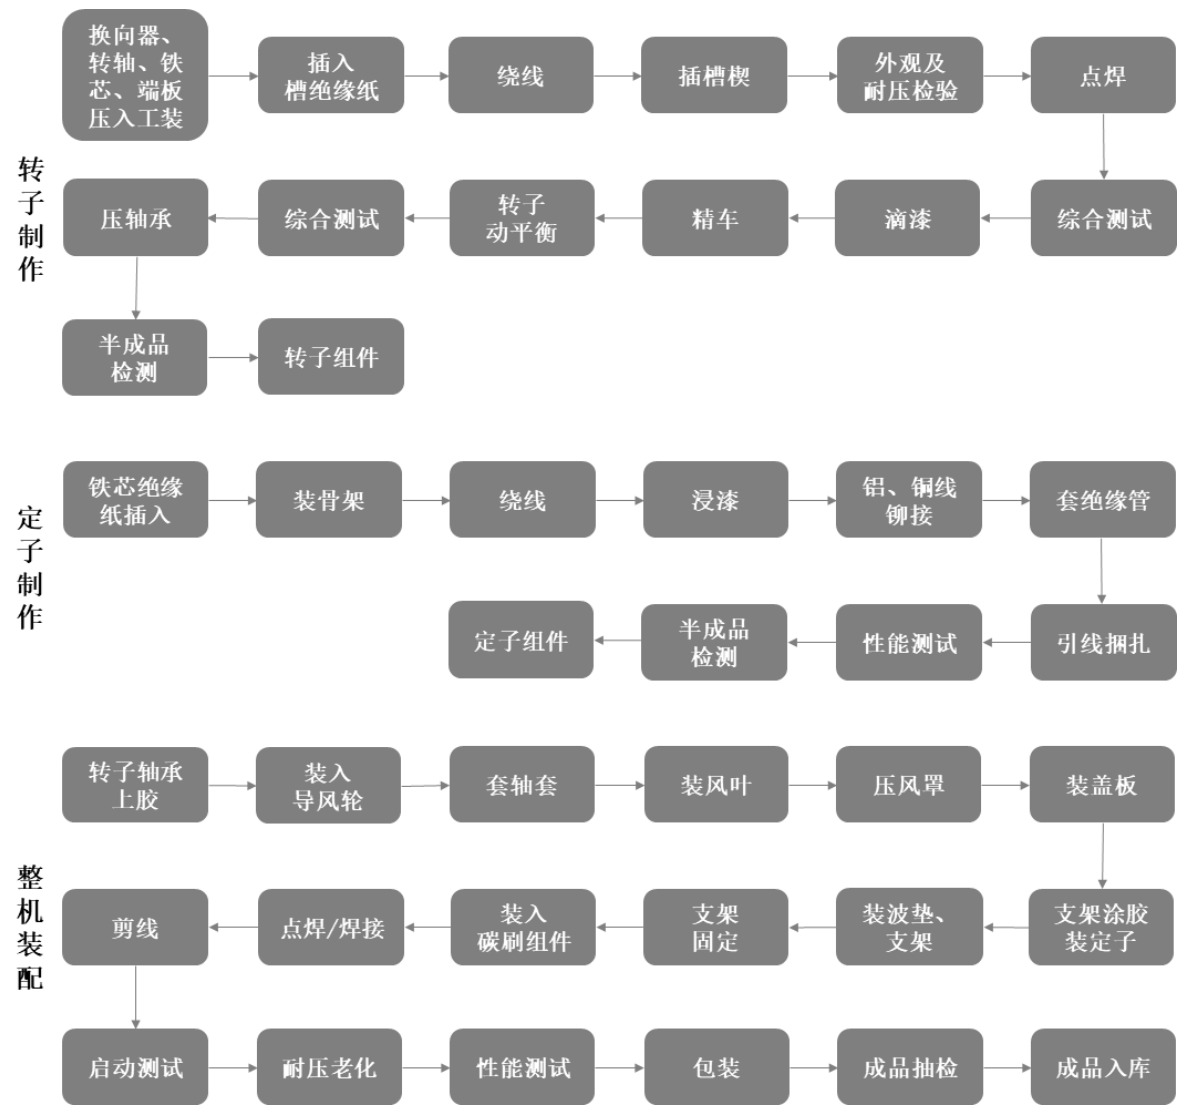 转子制作
换向器、
转轴、铁
芯、端板
压入工装
插入
槽绝缘纸
绕线
插槽楔
外观及
耐压检验
点焊
综合测试
滴漆
精车
转子
动平衡
综合测试
压轴承
半成品
检测
转子组件
定子制作
铁芯绝缘
纸插入
装骨架
绕线
浸漆
铝、铜线
铆接
套绝缘管
引线捆扎
性能测试
半成品
检测
定子组件
整机装配
转子轴承
上胶
装入
导风轮
套轴套
装风叶
压风罩
装盖板
支架涂胶
装定子
装波垫、
支架
支架
固定
装入
碳刷组件
点焊/焊接
剪线
启动测试
耐压老化
性能测试
包装
成品抽检
成品入库